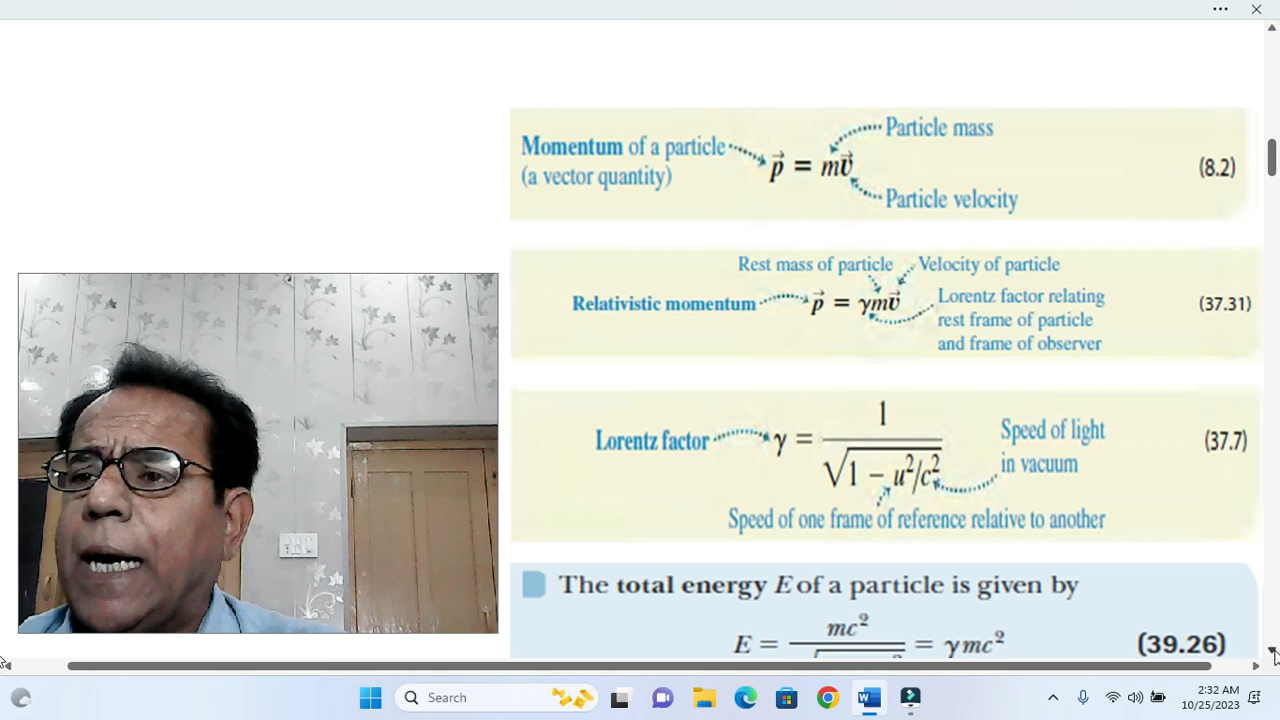 Momentum of a particle
(a vector quantity)
p⃗ = mv⃗
Particle mass
Particle velocity
(8.2)
Rest mass of particle
Velocity of particle
Relativistic momentum
p⃗ = γmv⃗
Lorentz factor relating
rest frame of particle
and frame of observer
(37.31)
Lorentz factor
γ = 1 / √1 − u²/c²
Speed of light
in vacuum
(37.7)
Speed of one frame of reference relative to another
The total energy E of a particle is given by
E = mc² / √ = γmc² (39.26)
Search
2:32 AM
10/25/2023